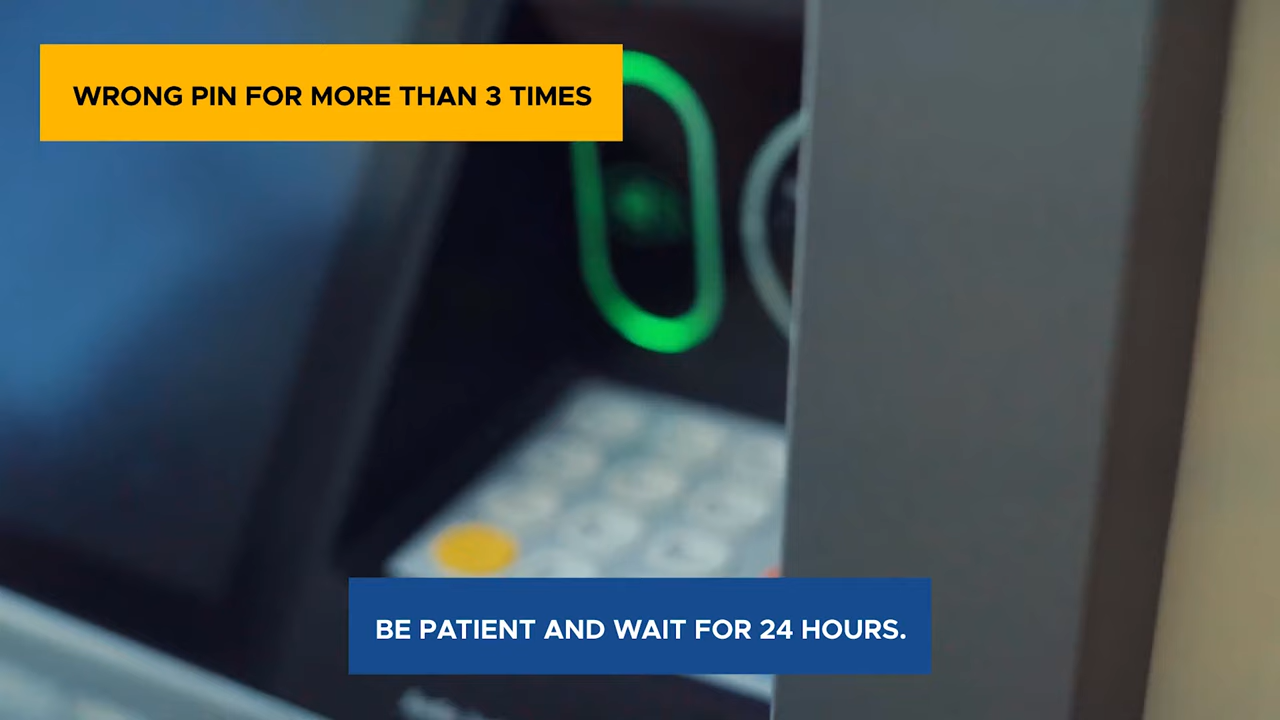 WRONG PIN FOR MORE THAN 3 TIMES
BE PATIENT AND WAIT FOR 24 HOURS.